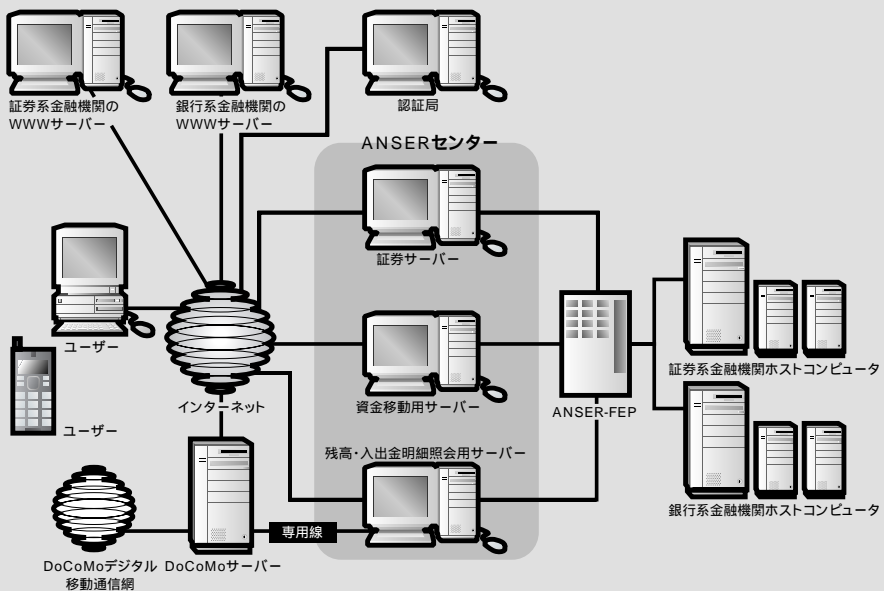 証券系金融機関の
WWWサーバー
銀行系金融機関の
WWWサーバー
認証局
ANSERセンター
証券サーバー
ユーザー
インターネット
資金移動用サーバー
ANSER-FEP
証券系金融機関ホストコンピュータ
ユーザー
残高・入出金明細照会用サーバー
銀行系金融機関ホストコンピュータ
専用線
DoCoMoデジタル
移動通信網
DoCoMoサーバー